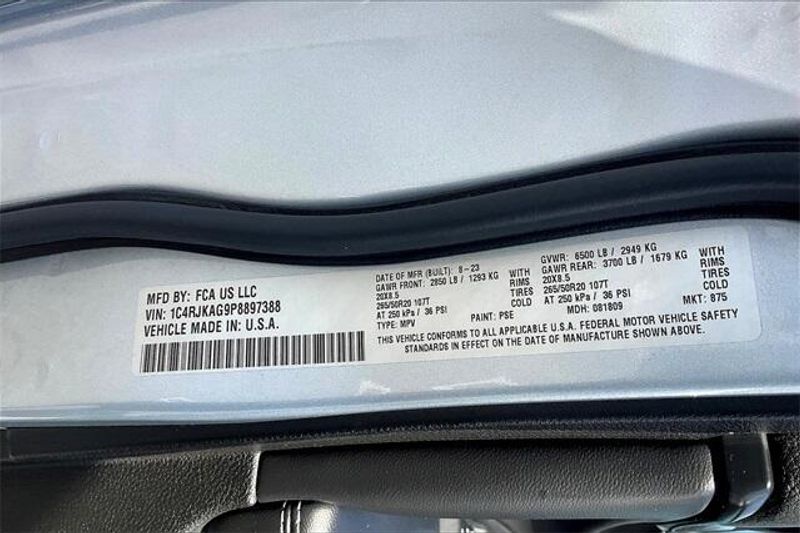 MFD BY: FCA US LLC
VIN: 1C4RJKAG9P8897388
VEHICLE MADE IN: U.S.A.
DATE OF MFR (BUILT): 8-23
GAWR FRONT: 2850 LB / 1293 KG WITH
20X8.5 RIMS
265/50R20 107T TIRES
AT 250 kPa / 36 PSI COLD
TYPE: MPV PAINT: PSE
GVWR: 6500 LB / 2949 KG
GAWR REAR: 3700 LB / 1679 KG WITH
20X8.5 RIMS
265/50R20 107T TIRES
AT 250 kPa / 36 PSI COLD
MDH: 081809 MKT: 875
THIS VEHICLE CONFORMS TO ALL APPLICABLE U.S.A. FEDERAL MOTOR VEHICLE SAFETY
STANDARDS IN EFFECT ON THE DATE OF MANUFACTURE SHOWN ABOVE.